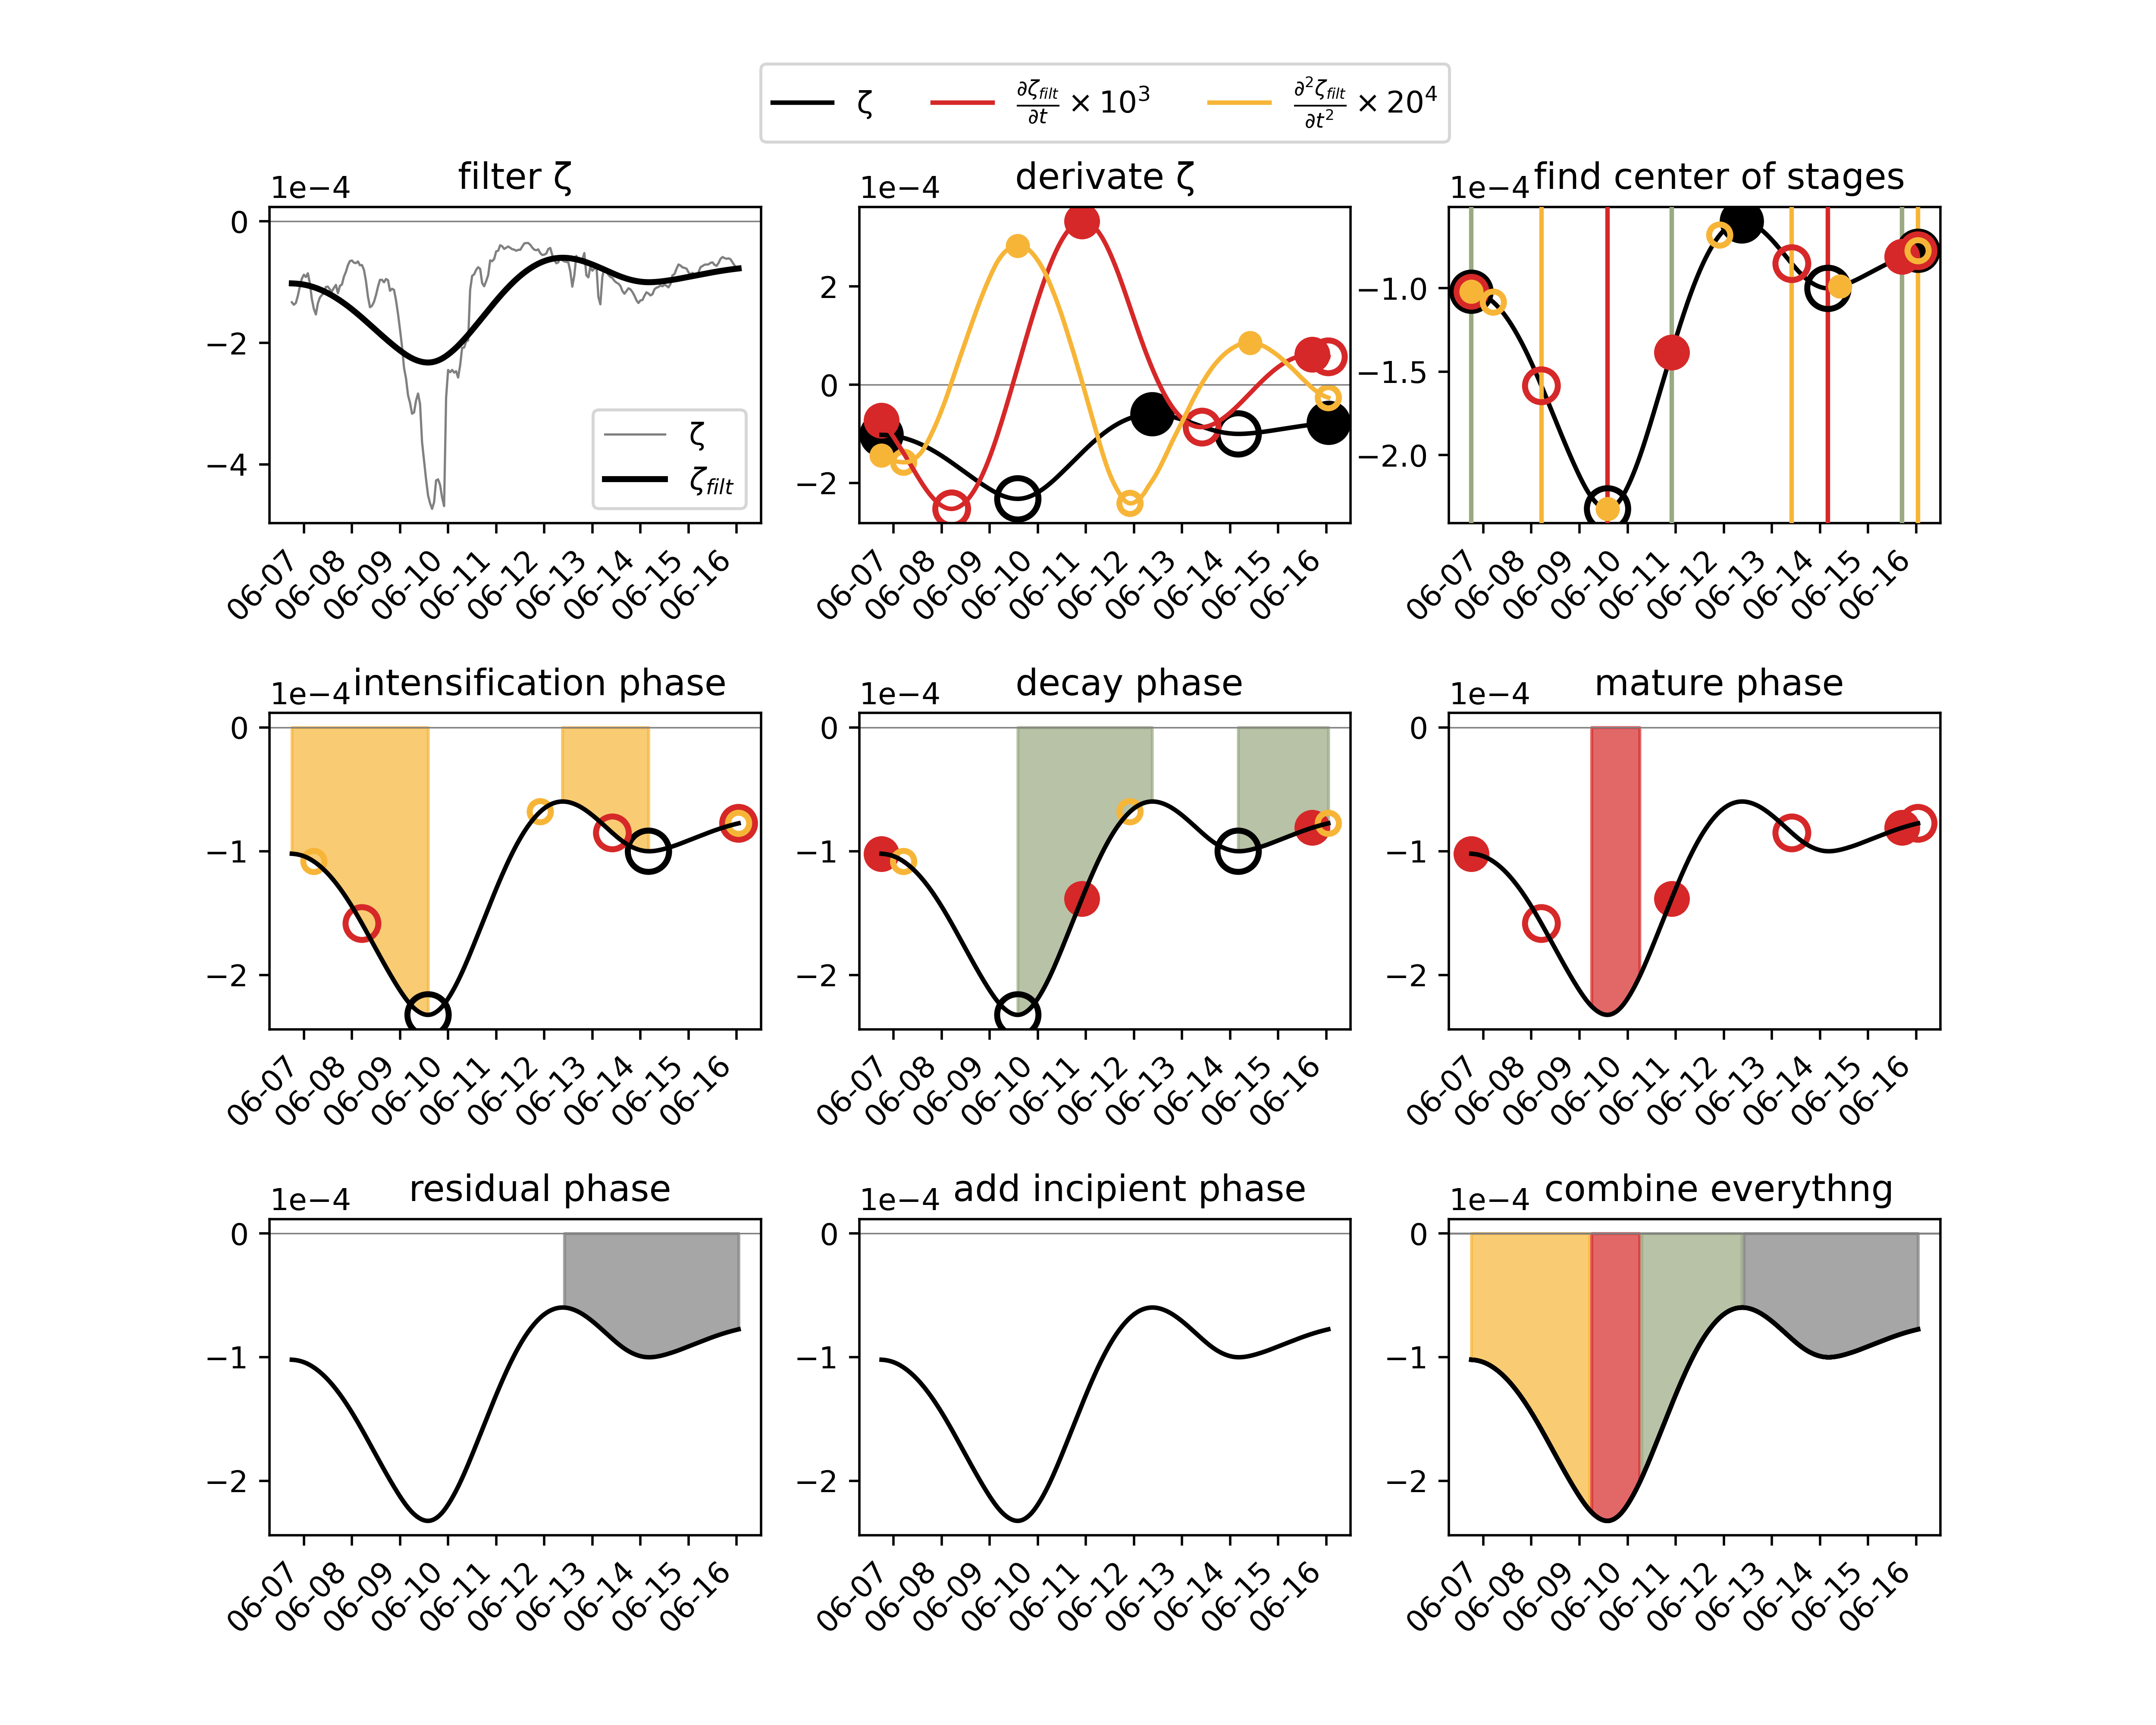 ζ ∂ζ_filt/∂t × 10³ ∂²ζ_filt/∂t² × 20⁴
filter ζ
1e−4
0
−2
−4
ζ
ζ_filt
06-07 06-08 06-09 06-10 06-11 06-12 06-13 06-14 06-15 06-16
derivate ζ
1e−4
2
0
−2
06-07 06-08 06-09 06-10 06-11 06-12 06-13 06-14 06-15 06-16
find center of stages
1e−4
−1.0
−1.5
−2.0
06-07 06-08 06-09 06-10 06-11 06-12 06-13 06-14 06-15 06-16
intensification phase
1e−4
0
−1
−2
06-07 06-08 06-09 06-10 06-11 06-12 06-13 06-14 06-15 06-16
decay phase
1e−4
0
−1
−2
06-07 06-08 06-09 06-10 06-11 06-12 06-13 06-14 06-15 06-16
mature phase
1e−4
0
−1
−2
06-07 06-08 06-09 06-10 06-11 06-12 06-13 06-14 06-15 06-16
residual phase
1e−4
0
−1
−2
06-07 06-08 06-09 06-10 06-11 06-12 06-13 06-14 06-15 06-16
add incipient phase
1e−4
0
−1
−2
06-07 06-08 06-09 06-10 06-11 06-12 06-13 06-14 06-15 06-16
combine everythng
1e−4
0
−1
−2
06-07 06-08 06-09 06-10 06-11 06-12 06-13 06-14 06-15 06-16